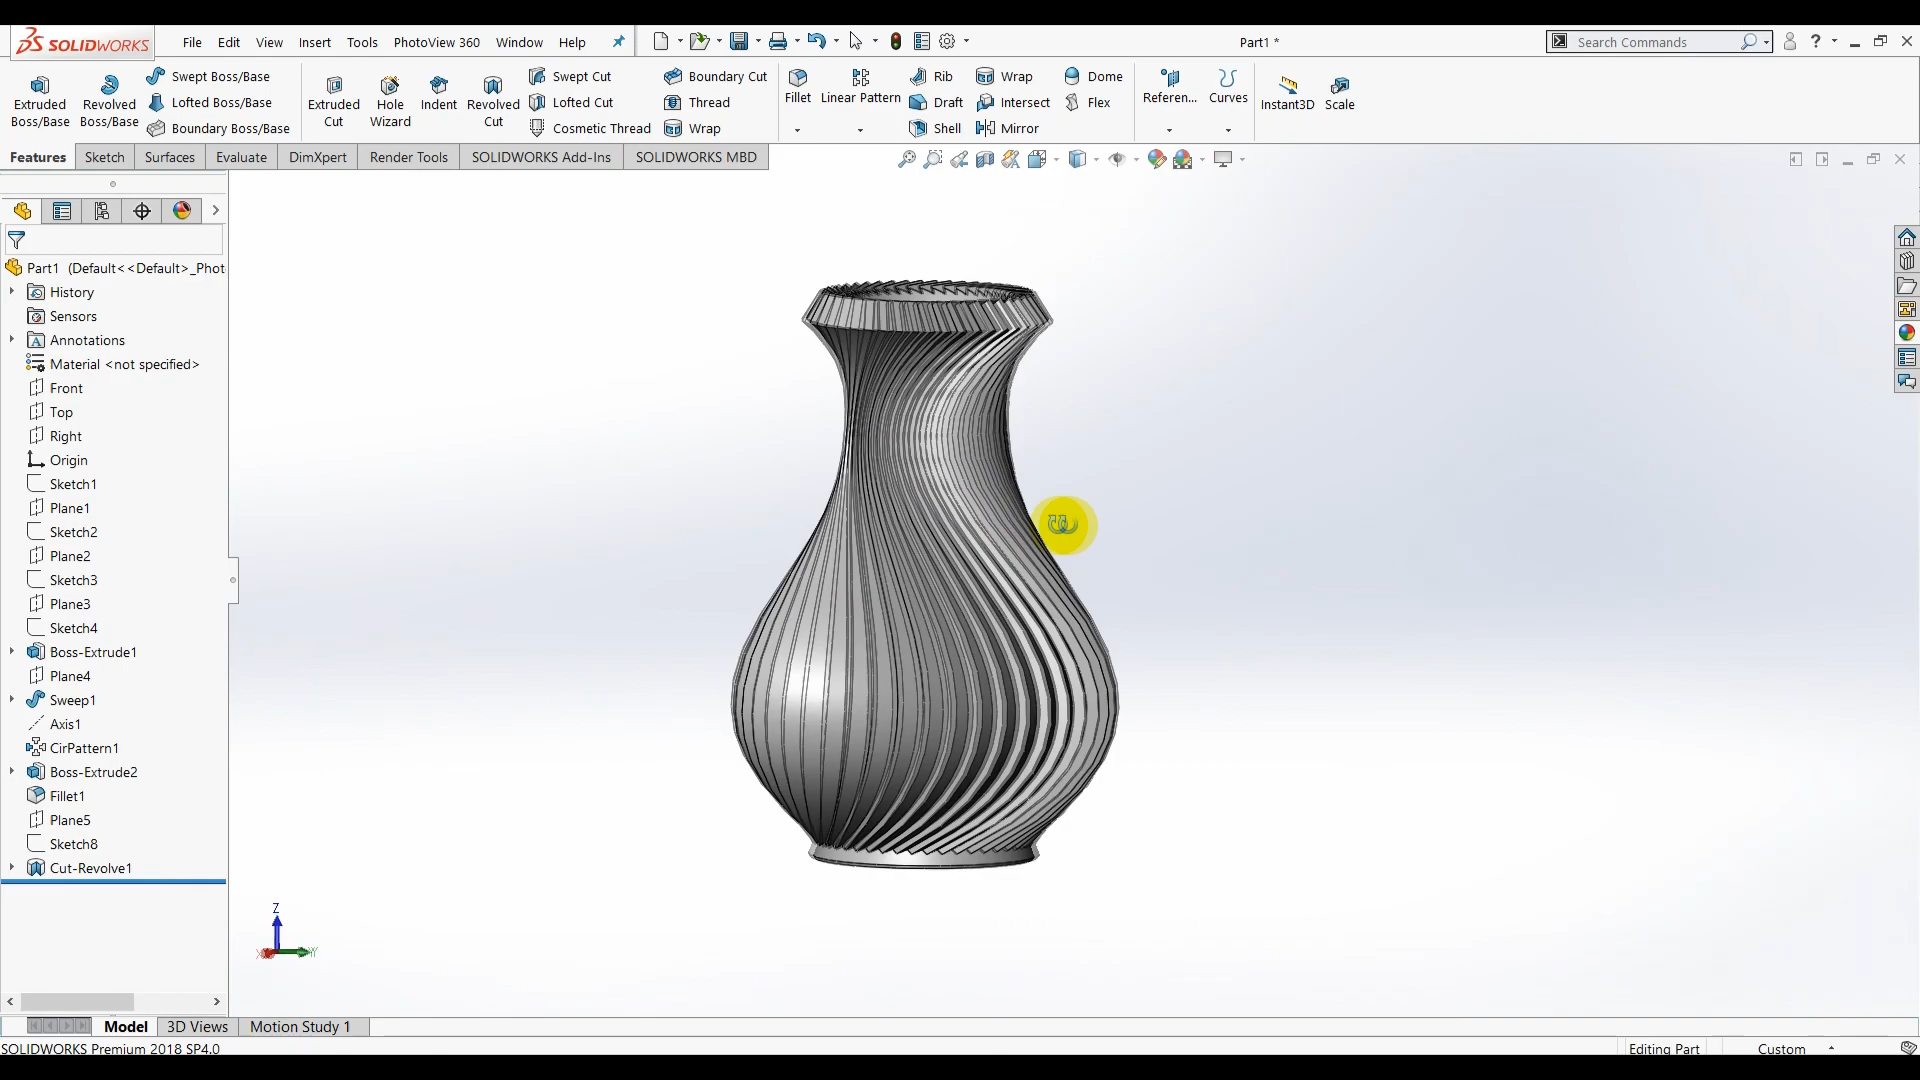 SOLIDWORKS File Edit View Insert Tools PhotoView 360 Window Help Part1 * Search Commands
Extruded Boss/Base
Revolved Boss/Base
Swept Boss/Base
Lofted Boss/Base
Boundary Boss/Base
Extruded Cut
Hole Wizard
Indent
Revolved Cut
Swept Cut
Lofted Cut
Cosmetic Thread
Boundary Cut
Thread
Wrap
Fillet
Linear Pattern
Rib
Draft
Shell
Wrap
Intersect
Mirror
Dome
Flex
Referen...
Curves
Instant3D
Scale
Features Sketch Surfaces Evaluate DimXpert Render Tools SOLIDWORKS Add-Ins SOLIDWORKS MBD
Part1 (Default<<Default>_Phot
History
Sensors
Annotations
Material <not specified>
Front
Top
Right
Origin
Sketch1
Plane1
Sketch2
Plane2
Sketch3
Plane3
Sketch4
Boss-Extrude1
Plane4
Sweep1
Axis1
CirPattern1
Boss-Extrude2
Fillet1
Plane5
Sketch8
Cut-Revolve1
Z
X Y
Model 3D Views Motion Study 1
SOLIDWORKS Premium 2018 SP4.0 Editing Part Custom